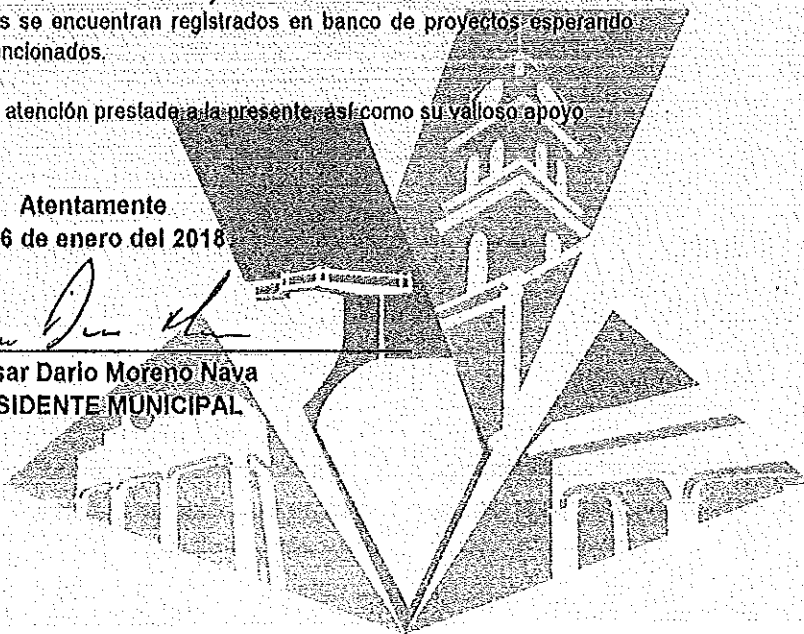 s se encuentran registrados en banco de proyectos esperando
ncionados.
atención prestade a la presente, así como su valioso apoyo
Atentamente
6 de enero del 2018
sar Dario Moreno Nava
SIDENTE MUNICIPAL